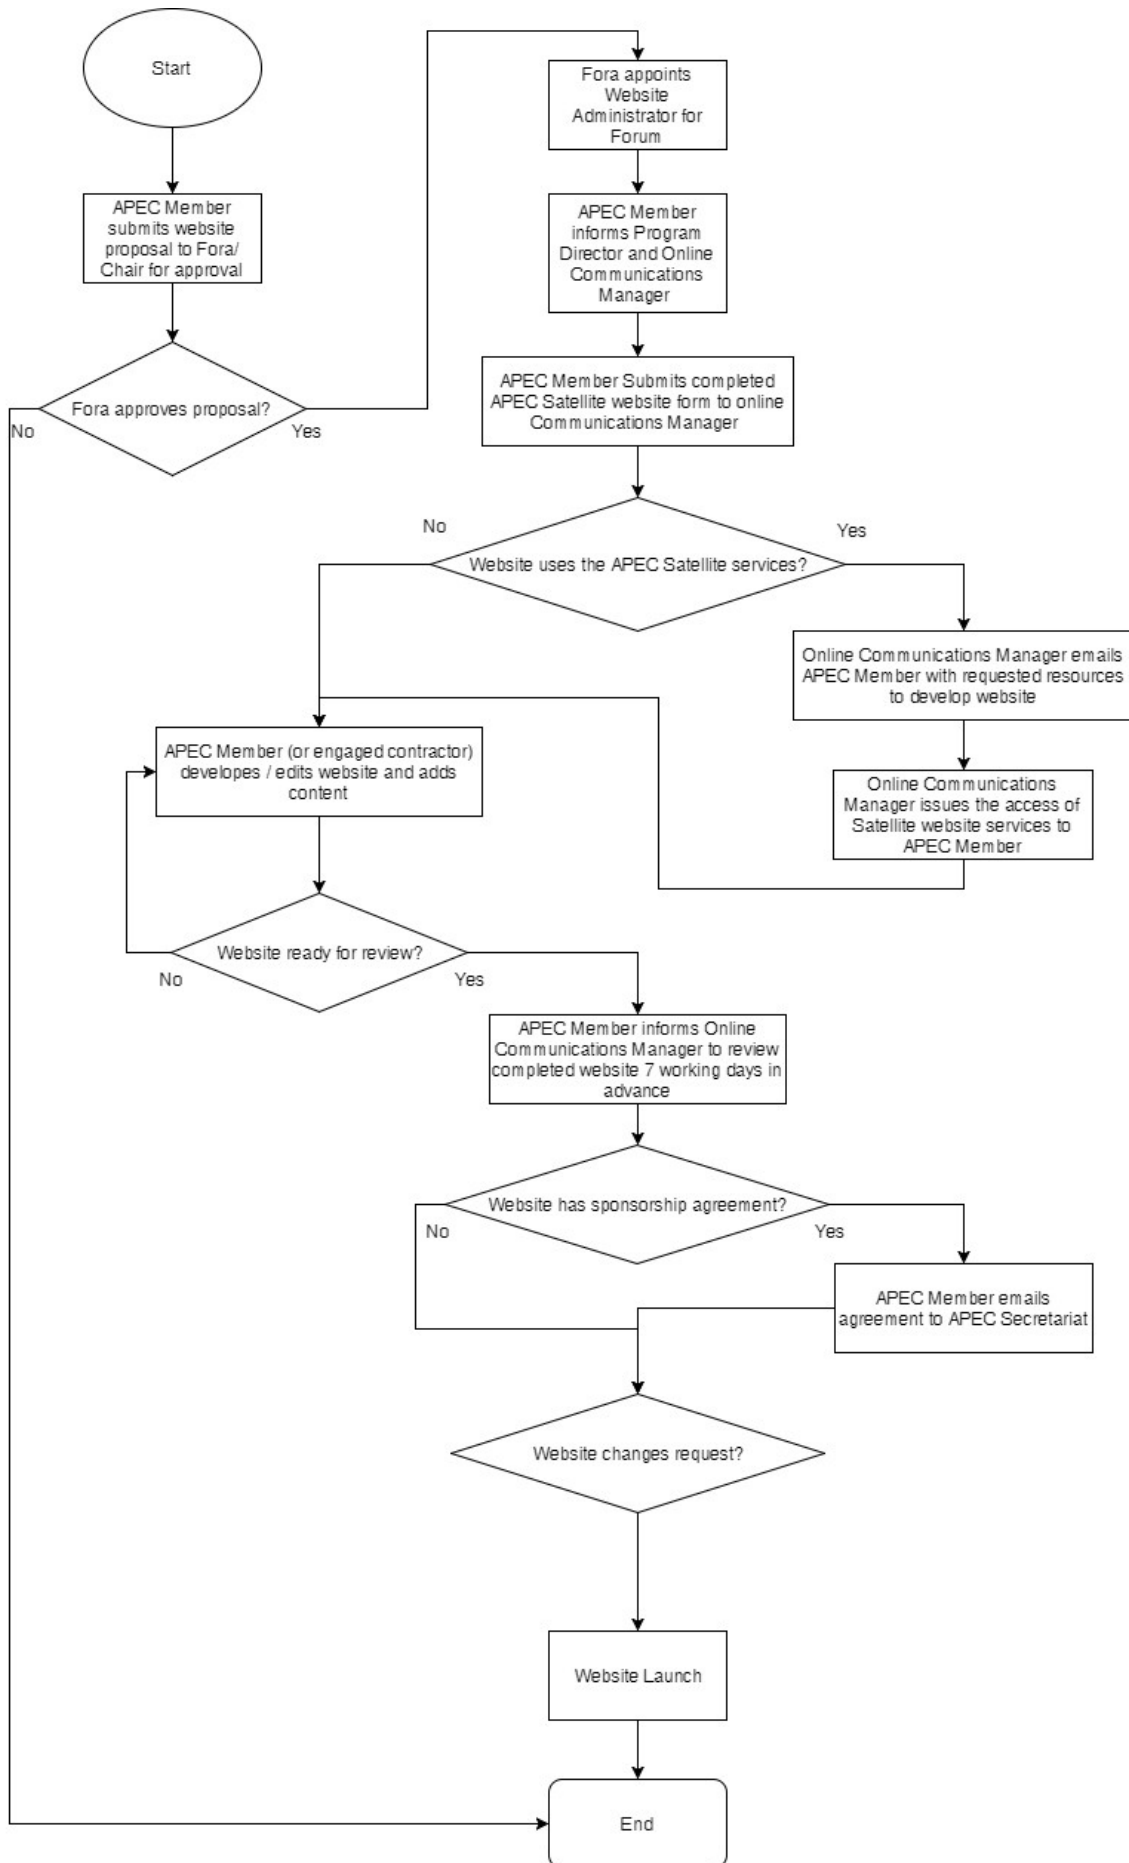 Start
APEC Member
submits website
proposal to Fora/
Chair for approval
Fora approves proposal?
No
Yes
Fora appoints
Website
Administrator for
Forum
APEC Member
informs Program
Director and Online
Communications
Manager
APEC Member Submits completed
APEC Satellite website form to online
Communications Manager
No
Yes
Website uses the APEC Satellite services?
Online Communications Manager emails
APEC Member with requested resources
to develop website
Online Communications
Manager issues the access of
Satellite website services to
APEC Member
APEC Member (or engaged contractor)
developes / edits website and adds
content
Website ready for review?
No
Yes
APEC Member informs Online
Communications Manager to review
completed website 7 working days in
advance
Website has sponsorship agreement?
No
Yes
APEC Member emails
agreement to APEC Secretariat
Website changes request?
Website Launch
End